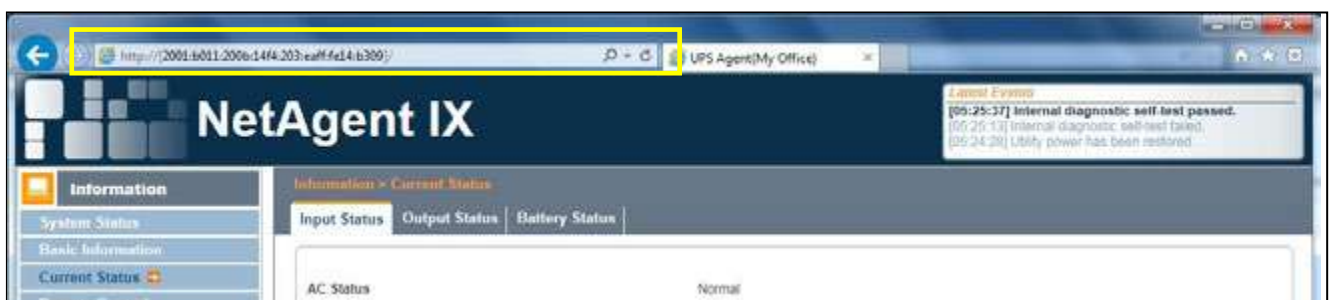 http://[2001:b011:200b:14f4:203:eaff:fe14:b309]/
UPS Agent(My Office)
NetAgent IX
Latest Events
[05:25:37] Internal diagnostic self-test passed.
[05:25:13] Internal diagnostic self-test failed.
[05:24:28] Utility power has been restored
Information
Information > Current Status
System Status
Input Status Output Status Battery Status
Basic Information
Current Status
AC Status Normal